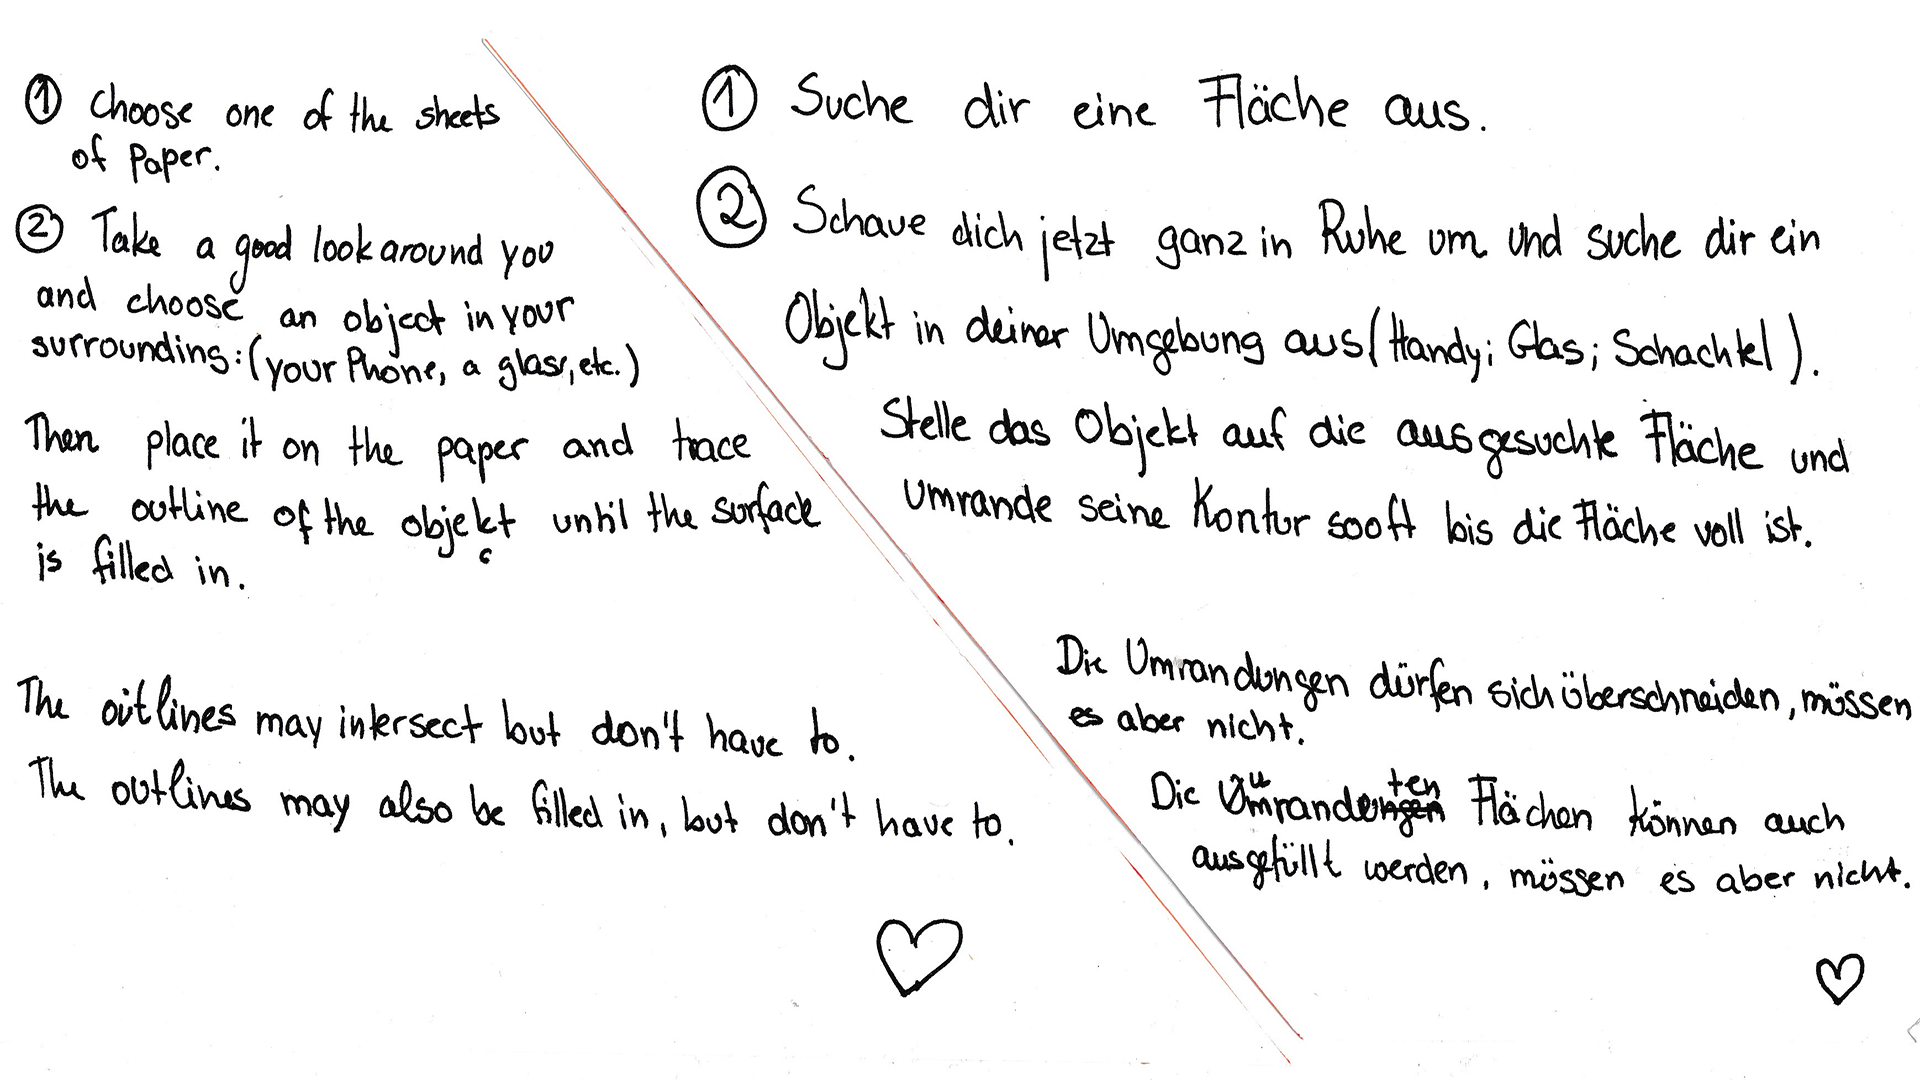 ① Choose one of the sheets
of Paper.
② Take a good look around you
and choose an object in your
surrounding: (your Phone, a glass, etc.)
Then place it on the paper and trace
the outline of the objekt until the surface
c
is filled in.
The oitlines may intersect but don't have to.
The outlines may also be filled in, but don't have to.
① Suche dir eine Fläche aus.
② Schaue dich jetzt ganz in Ruhe um und suche dir ein
Objekt in deiner Umgebung aus (Handy; Glas; Schachtel).
Stelle das Objekt auf die ausgesuchte Fläche und
umrande seine Kontur sooft bis die Fläche voll ist.
Die Umrandungen dürfen sich überschneiden, müssen
es aber nicht.
Die umrandeten Flächen können auch
ausgefüllt werden, müssen es aber nicht.